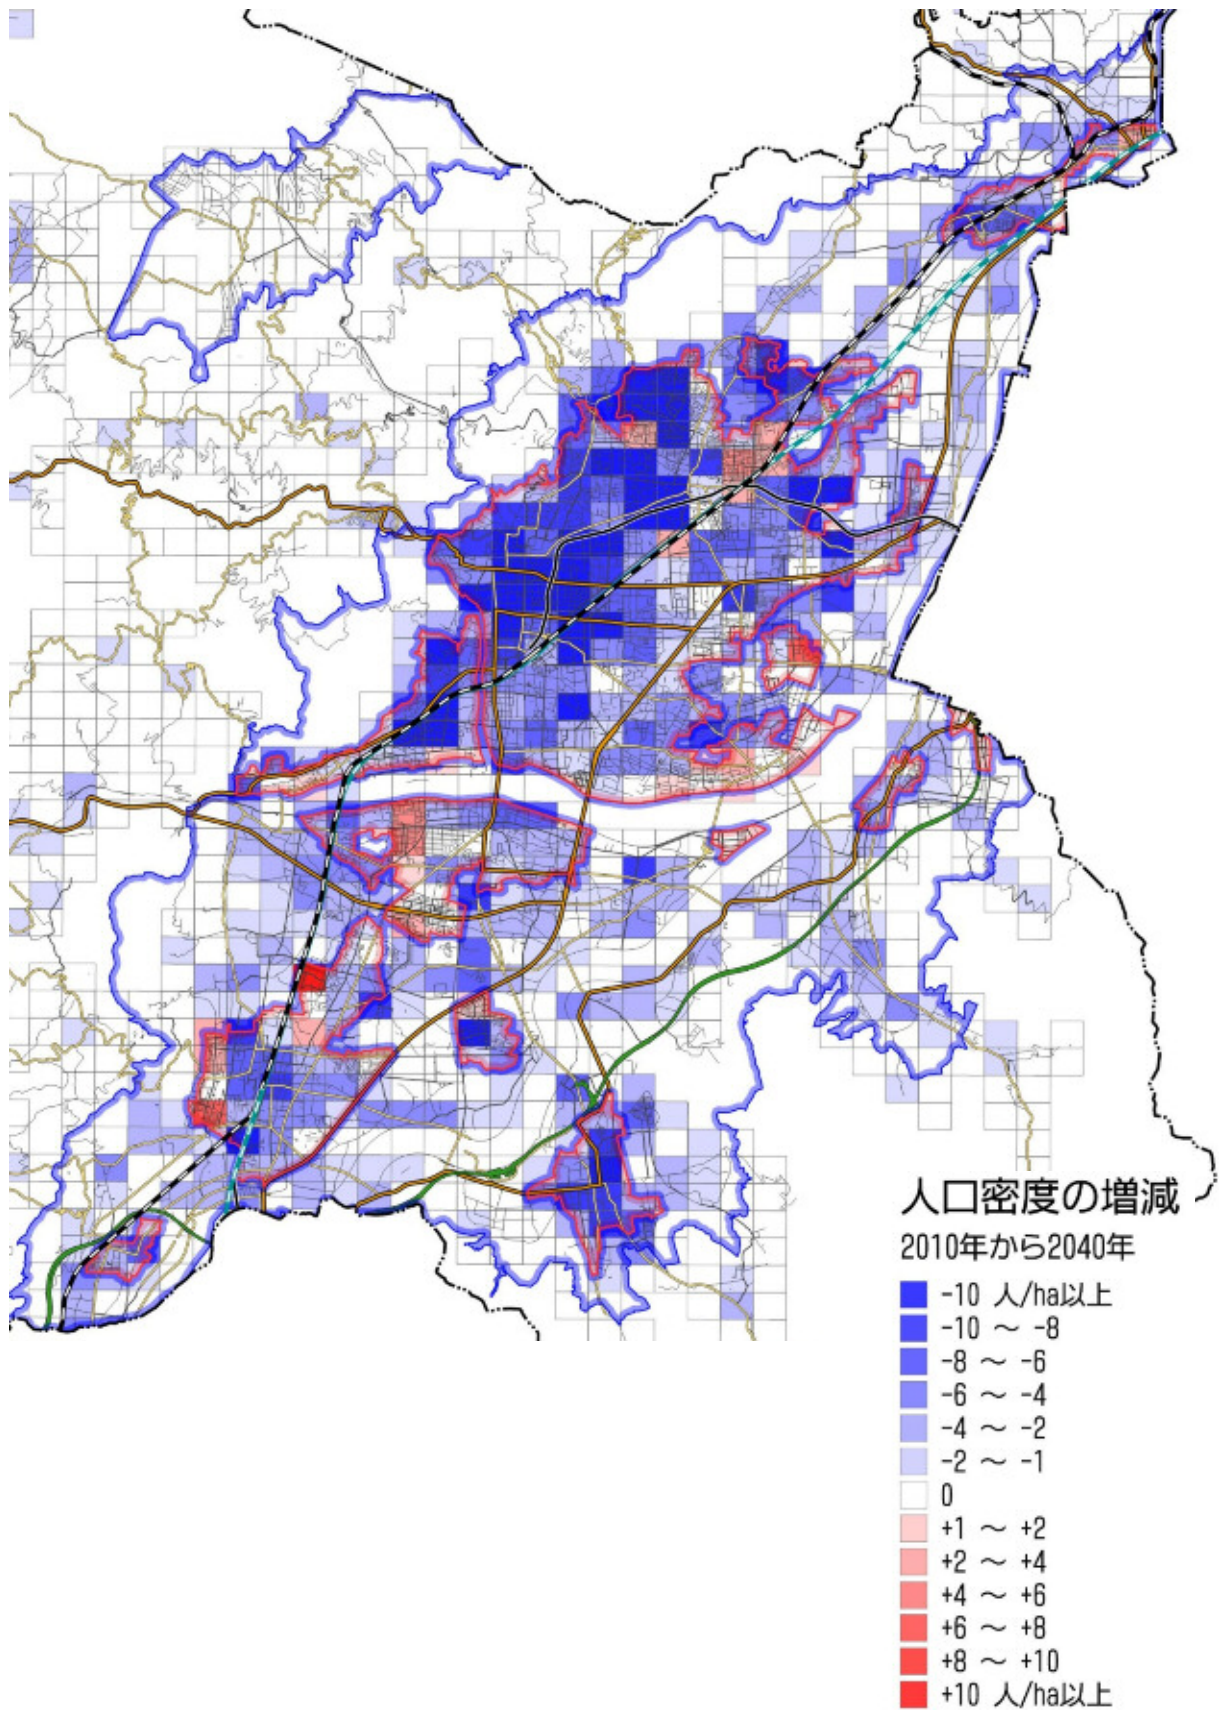 人口密度の増減
2010年から2040年
-10 人/ha以上
-10 ～ -8
-8 ～ -6
-6 ～ -4
-4 ～ -2
-2 ～ -1
0
+1 ～ +2
+2 ～ +4
+4 ～ +6
+6 ～ +8
+8 ～ +10
+10 人/ha以上